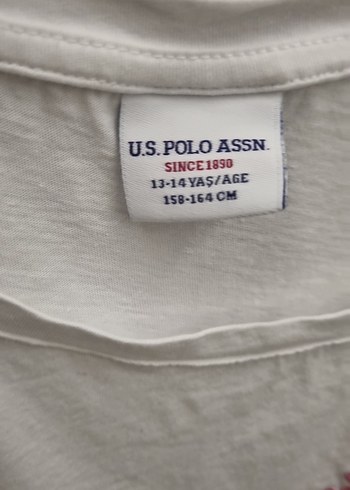 U.S. POLO ASSN.
SINCE 1890
13-14 YAŞ/AGE
158-164 CM